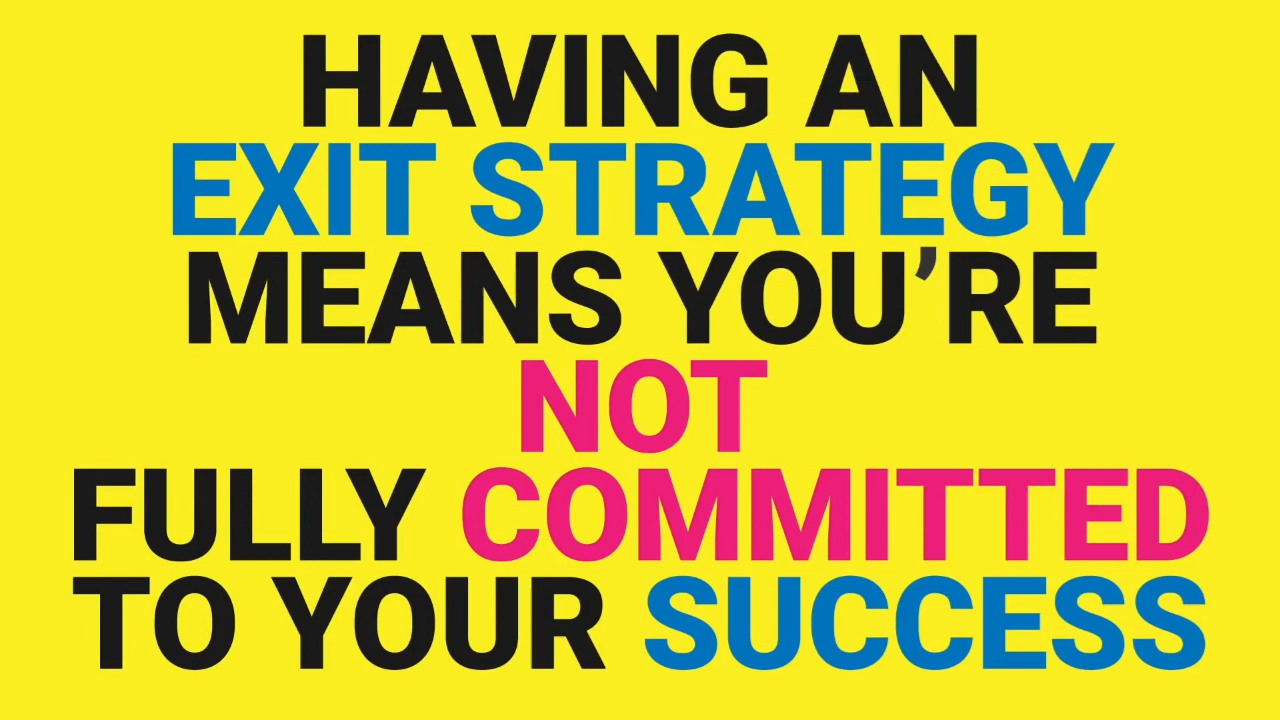 HAVING AN
EXIT STRATEGY
MEANS YOU’RE
NOT
FULLY COMMITTED
TO YOUR SUCCESS